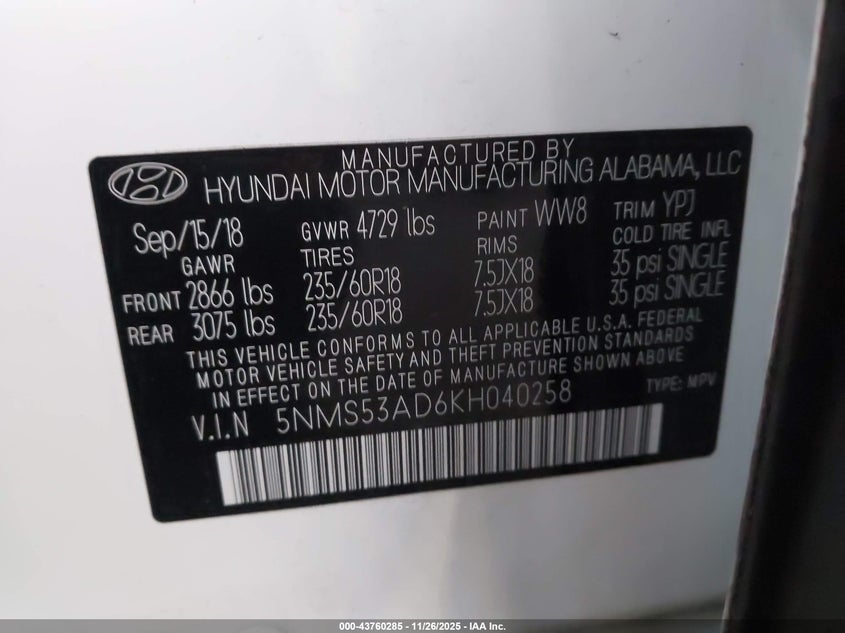 MANUFACTURED BY
HYUNDAI MOTOR MANUFACTURING ALABAMA, LLC
Sep/15/18 GVWR 4729 lbs PAINT WW8 TRIM YPJ
GAWR TIRES RIMS COLD TIRE INFL
FRONT 2866 lbs 235/60R18 7.5JX18 35 psi SINGLE
REAR 3075 lbs 235/60R18 7.5JX18 35 psi SINGLE
THIS VEHICLE CONFORMS TO ALL APPLICABLE U.S.A. FEDERAL
MOTOR VEHICLE SAFETY AND THEFT PREVENTION STANDARDS
IN EFFECT ON THE DATE OF MANUFACTURE SHOWN ABOVE
V.I.N 5NMS53AD6KH040258 TYPE: MPV
000-43760285 - 11/26/2025 - IAA Inc.